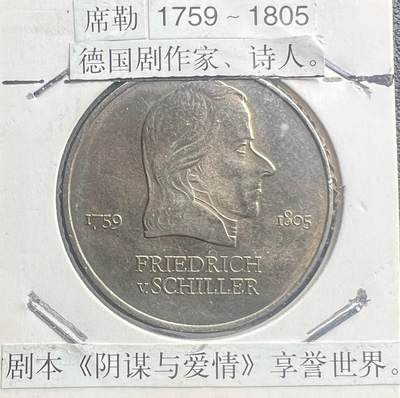 席勒 1759~1805
德国剧作家、诗人。
1759 1805
FRIEDRICH
v.SCHILLER
剧本《阴谋与爱情》享誉世界。